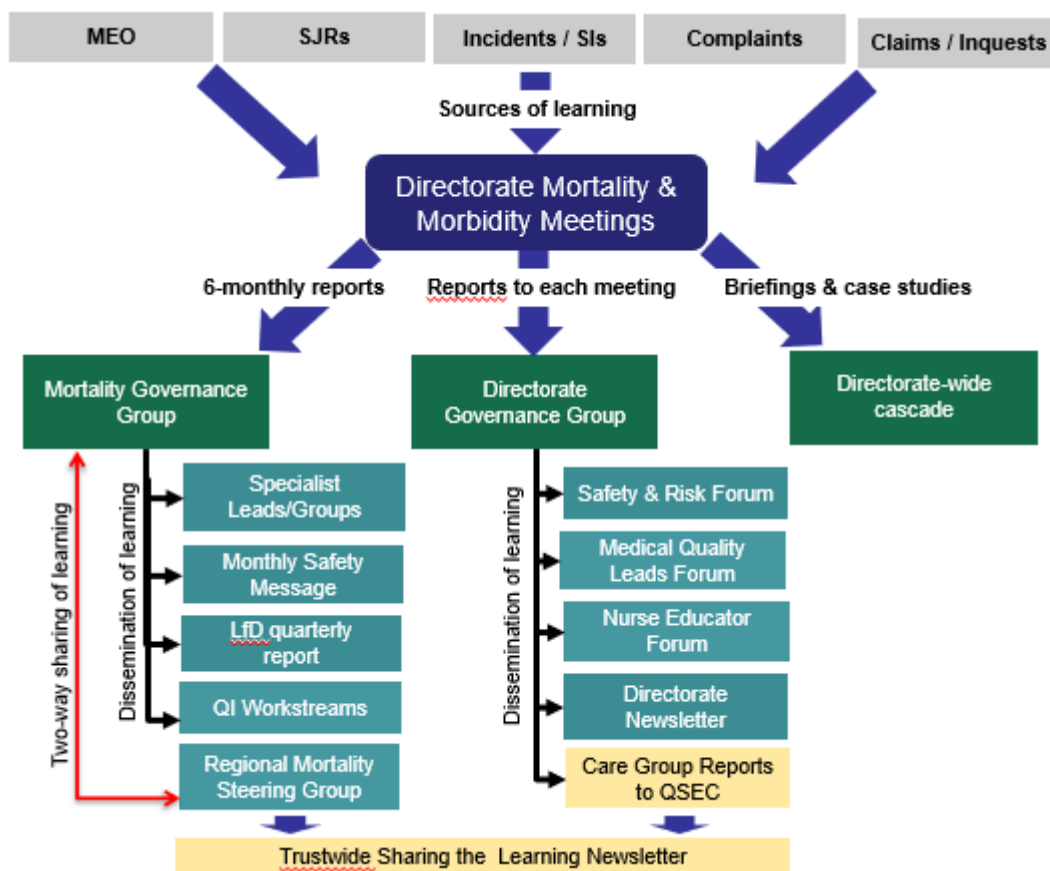 MEO
SJRs
Incidents / SIs
Complaints
Claims / Inquests
Sources of learning
Directorate Mortality &
Morbidity Meetings
6-monthly reports
Reports to each meeting
Briefings & case studies
Mortality Governance
Group
Directorate
Governance Group
Directorate-wide
cascade
Two-way sharing of learning
Dissemination of learning
Specialist
Leads/Groups
Monthly Safety
Message
LfD quarterly
report
QI Workstreams
Regional Mortality
Steering Group
Dissemination of learning
Safety & Risk Forum
Medical Quality
Leads Forum
Nurse Educator
Forum
Directorate
Newsletter
Care Group Reports
to QSEC
Trustwide Sharing the Learning Newsletter